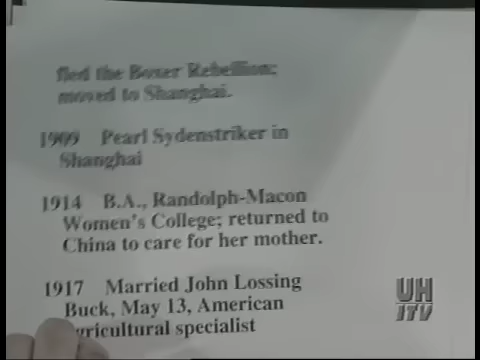 fled the Boxer Rebellion;
moved to Shanghai.
1909 Pearl Sydenstriker in
Shanghai
1914 B.A., Randolph-Macon
Women's College; returned to
China to care for her mother.
1917 Married John Lossing
Buck, May 13, American
agricultural specialist
UH
ITV